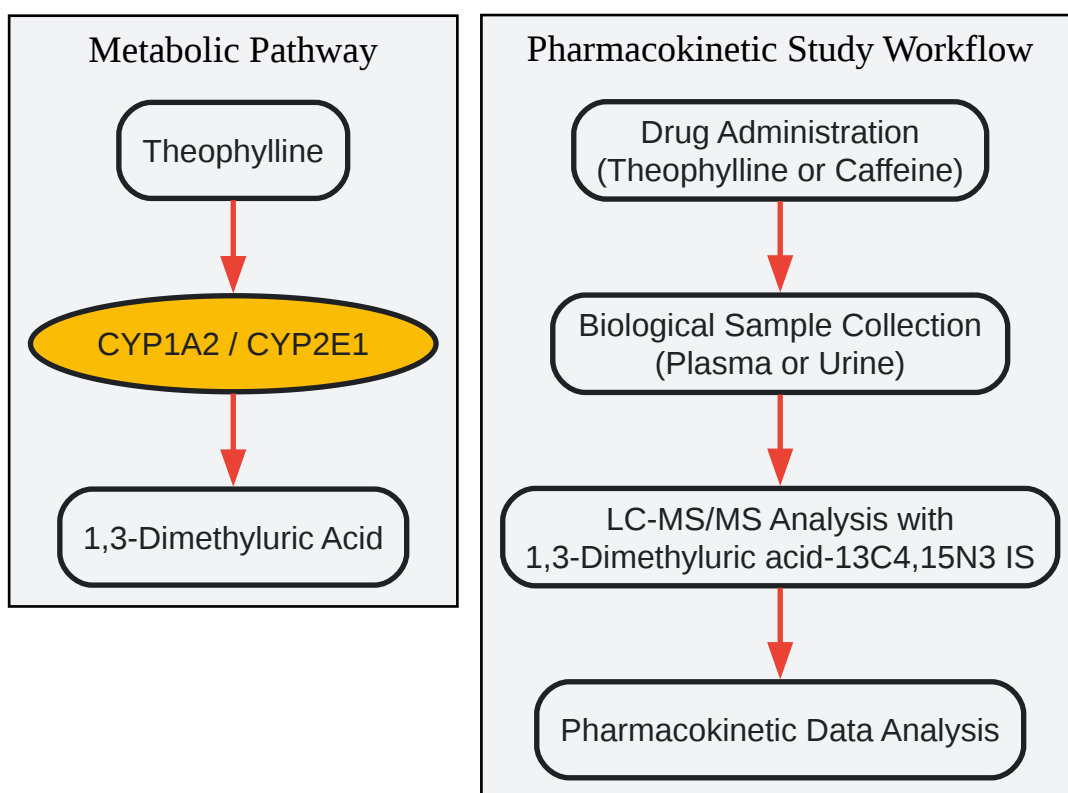 Metabolic Pathway
Theophylline
CYP1A2 / CYP2E1
1,3-Dimethyluric Acid
Pharmacokinetic Study Workflow
Drug Administration
(Theophylline or Caffeine)
Biological Sample Collection
(Plasma or Urine)
LC-MS/MS Analysis with
1,3-Dimethyluric acid-13C4,15N3 IS
Pharmacokinetic Data Analysis